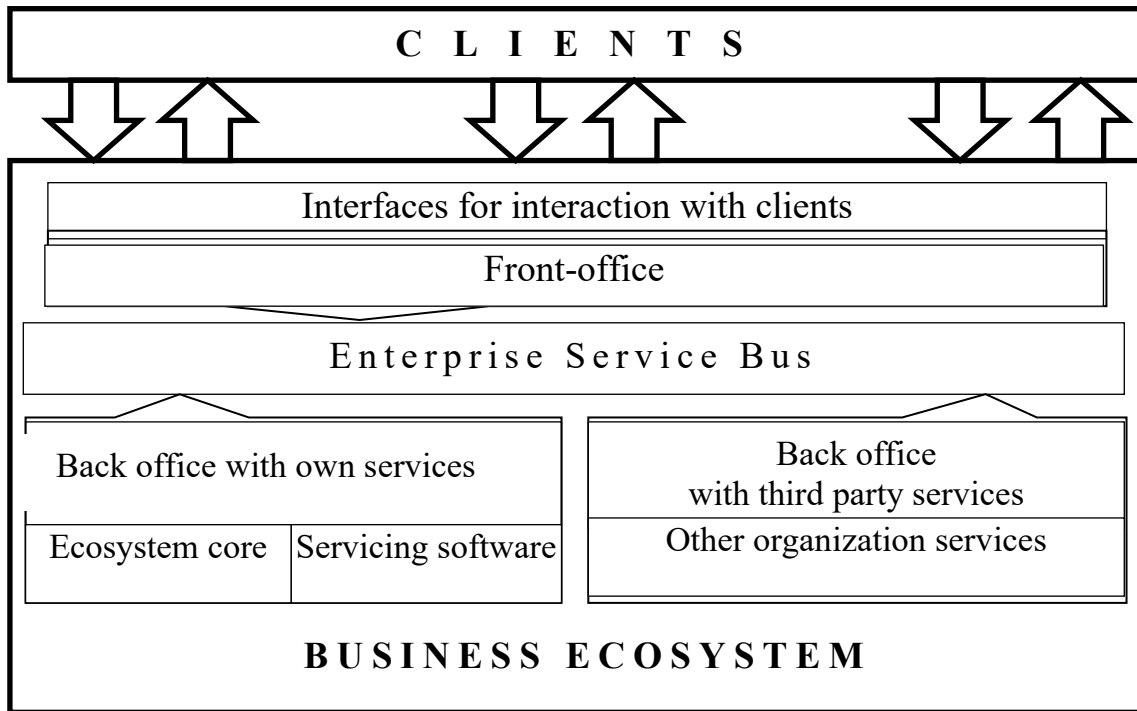 CLIENTS
Interfaces for interaction with clients
Front-office
Enterprise Service Bus
Back office with own services
Back office
with third party services
Ecosystem core
Servicing software
Other organization services
BUSINESS ECOSYSTEM